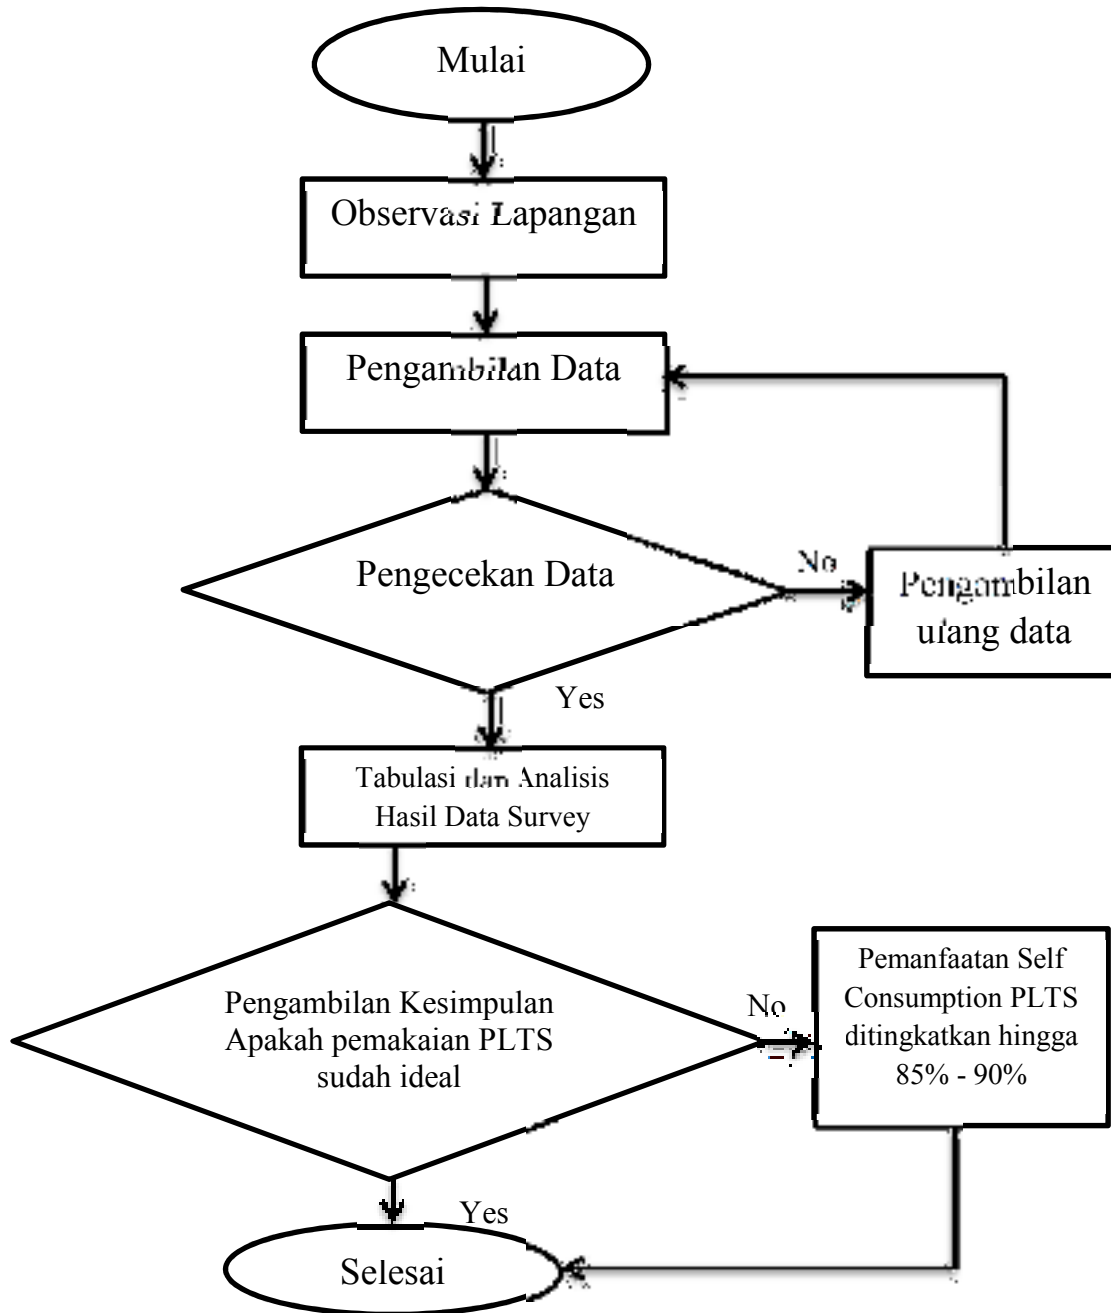 Mulai
Observasi Lapangan
Pengambilan Data
Pengecekan Data
No
Pengambilan
ulang data
Yes
Tabulasi dan Analisis
Hasil Data Survey
Pengambilan Kesimpulan
Apakah pemakaian PLTS
sudah ideal
No
Pemanfaatan Self
Consumption PLTS
ditingkatkan hingga
85% - 90%
Yes
Selesai